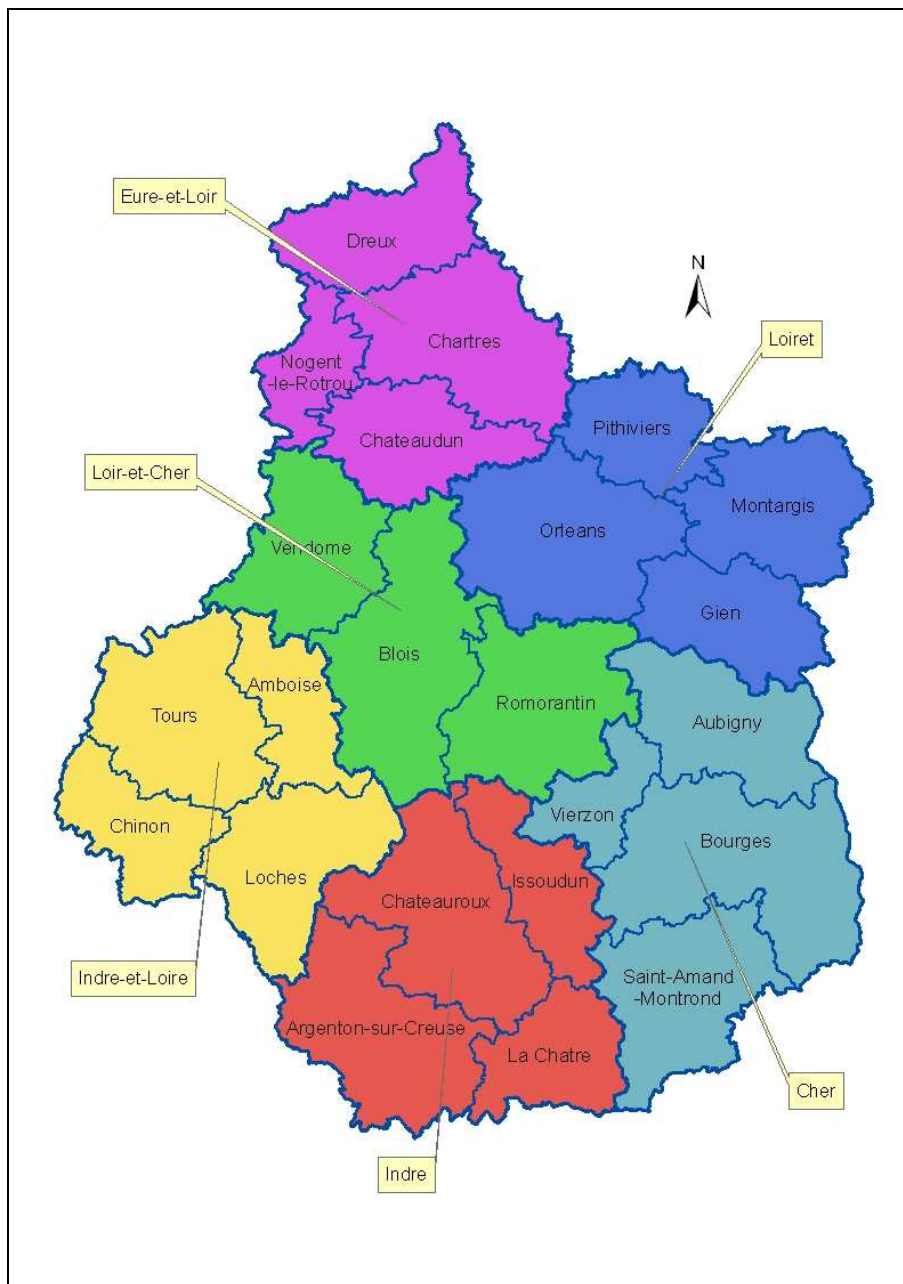 Eure-et-Loir
Dreux
N
Chartres
Loiret
Nogent
-le-Rotrou
Pithiviers
Chateaudun
Loir-et-Cher
Montargis
Orleans
Vendome
Gien
Blois
Amboise
Romorantin
Tours
Aubigny
Chinon
Vierzon
Bourges
Loches
Issoudun
Chateauroux
Indre-et-Loire
Saint-Amand
-Montrond
Argenton-sur-Creuse
La Chatre
Cher
Indre